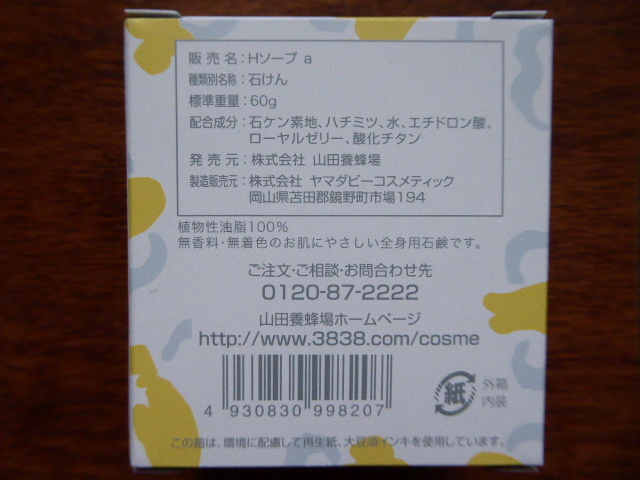 販売名：Hソープ a
種類別名称：石けん
標準重量：60g
配合成分：石ケン素地、ハチミツ、水、エチドロン酸、
ローヤルゼリー、酸化チタン
発売元：株式会社 山田養蜂場
製造販売元：株式会社 ヤマダビーコスメティック
岡山県苫田郡鏡野町市場194
植物性油脂100%
無香料・無着色のお肌にやさしい全身用石鹸です。
ご注文・ご相談・お問合わせ先
0120-87-2222
山田養蜂場ホームページ
http://www.3838.com/cosme
4 930830 998207
紙
外箱
内装
この箱は、環境に配慮して再生紙、大豆油インキを使用しています。